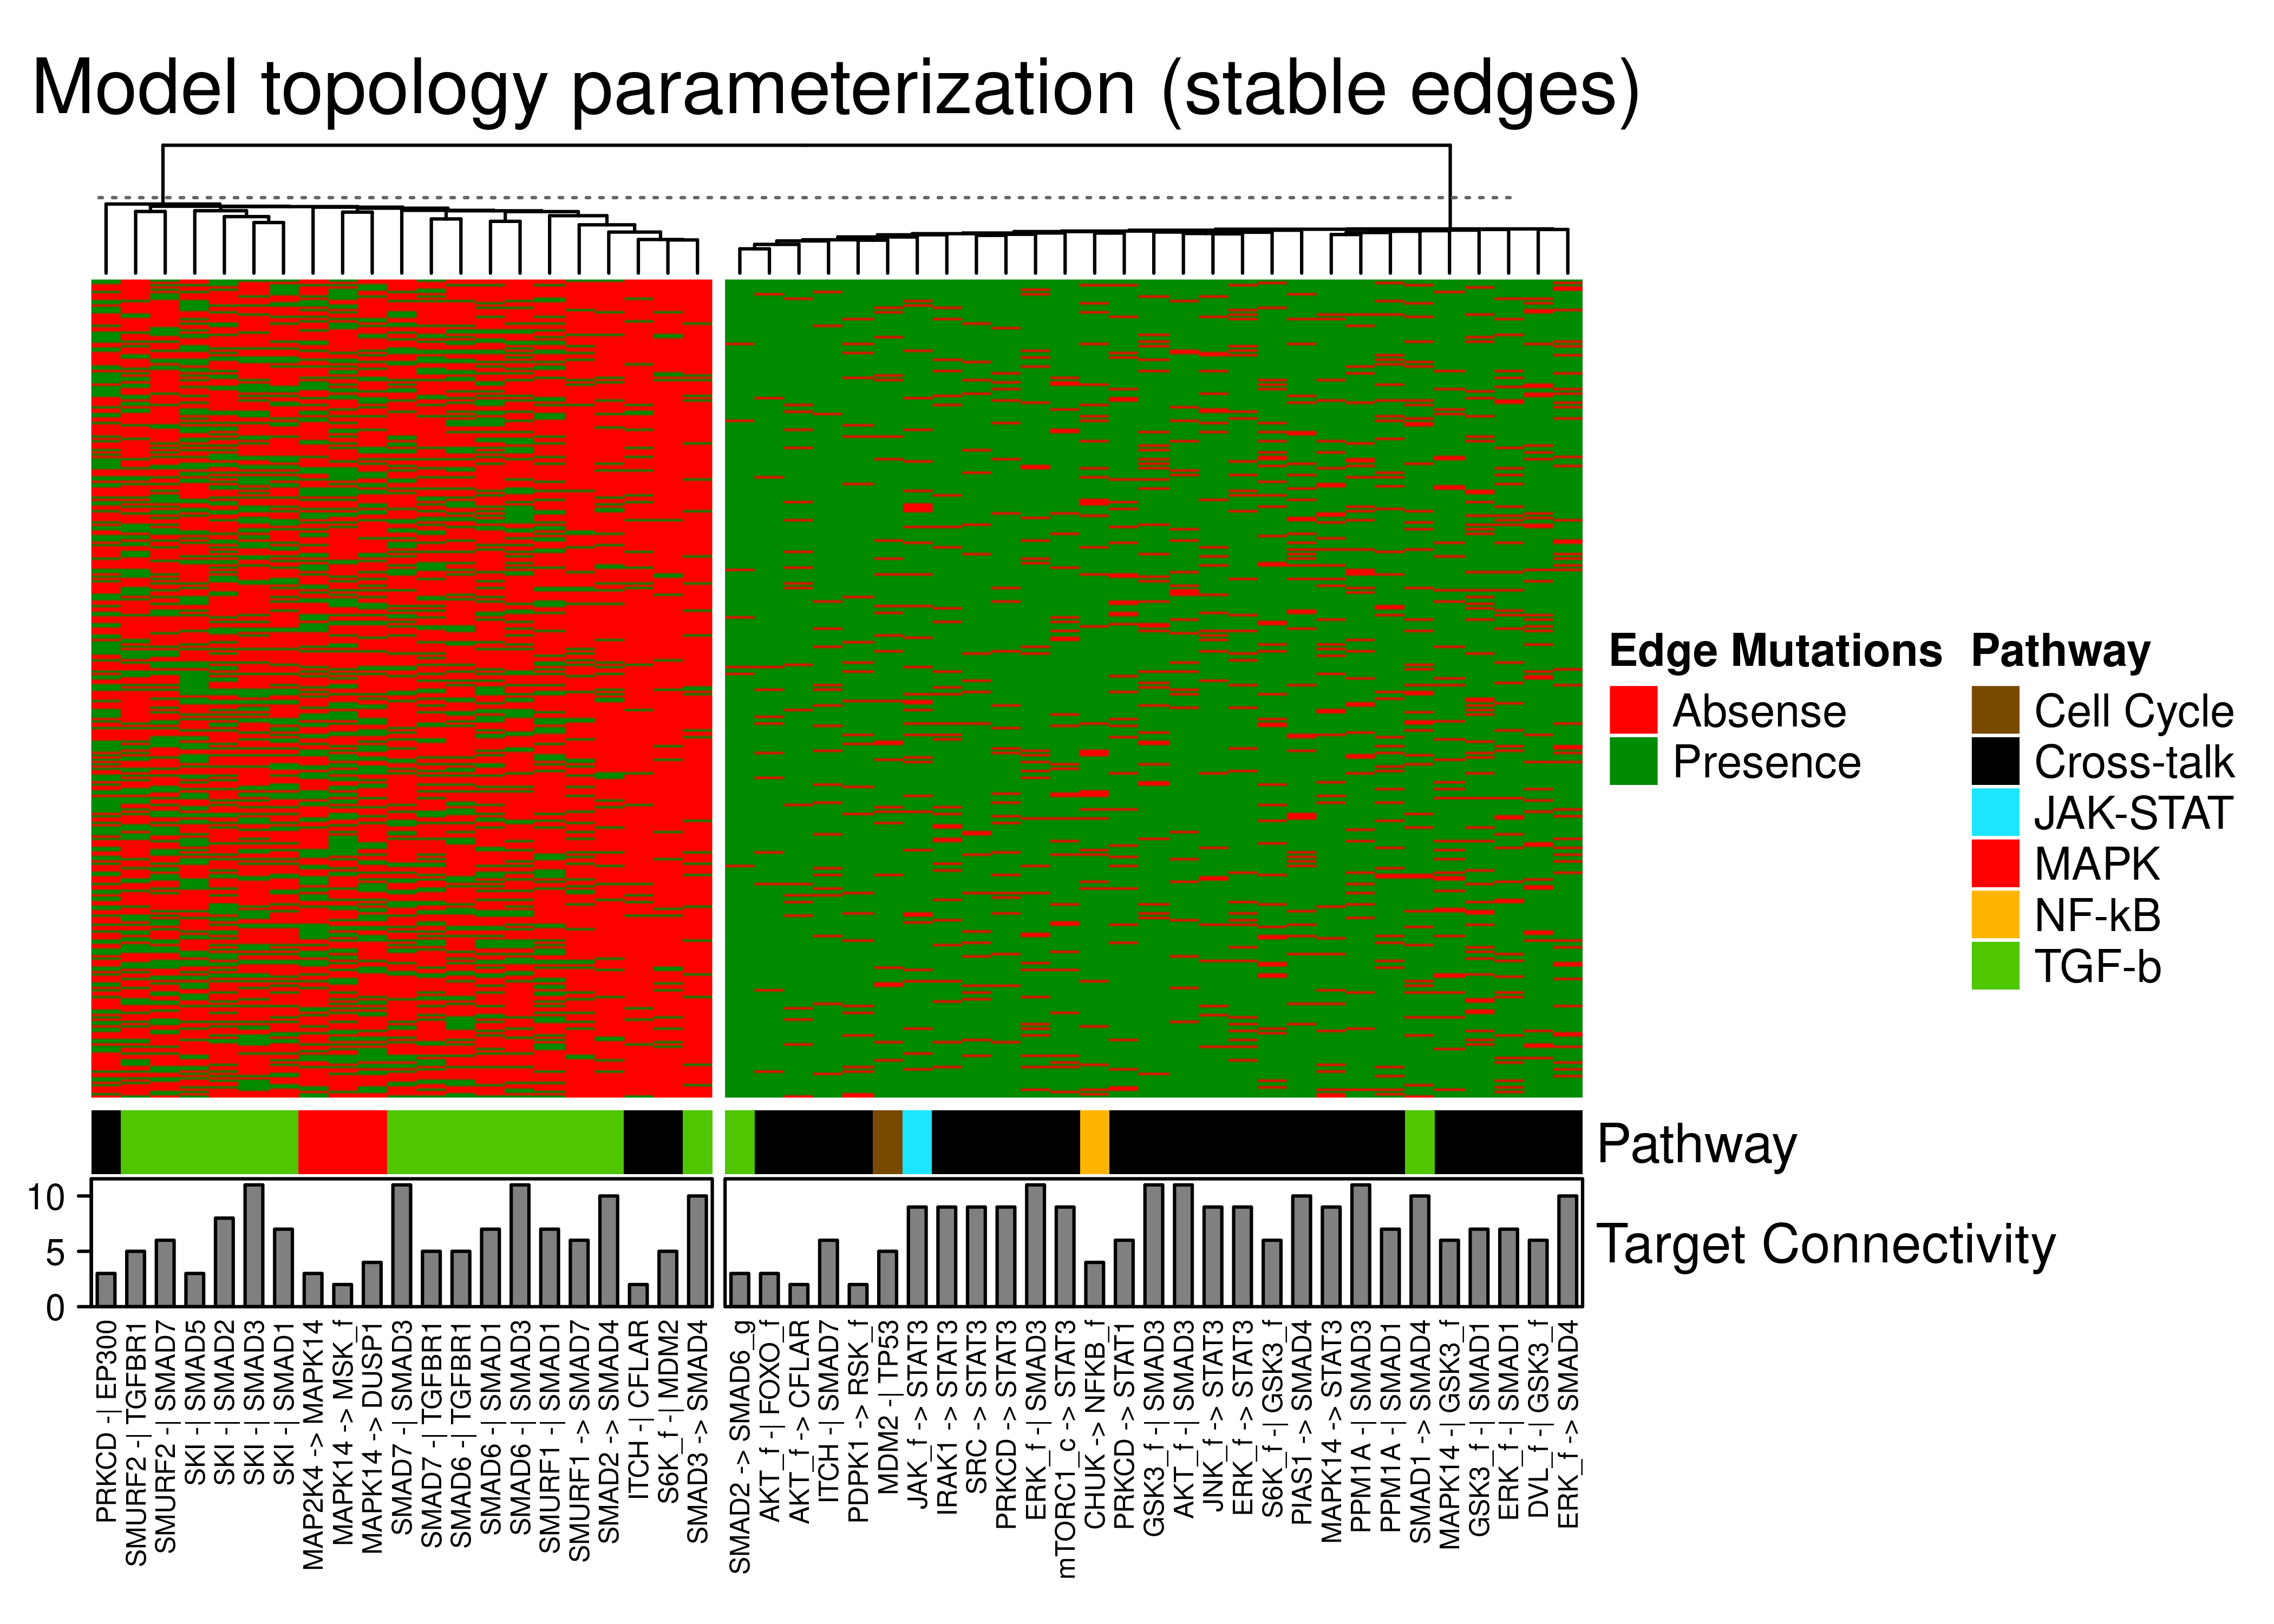 Model topology parameterization (stable edges)
Edge Mutations
Absense
Presence
Pathway
Cell Cycle
Cross-talk
JAK-STAT
MAPK
NF-kB
TGF-b
Pathway
Target Connectivity
10
5
0
PRKCD -| EP300
SMURF2 -| TGFBR1
SMURF2 -| SMAD7
SKI -| SMAD5
SKI -| SMAD2
SKI -| SMAD3
SKI -| SMAD1
MAP2K4 -> MAPK14
MAPK14 -> MSK_f
MAPK14 -> DUSP1
SMAD7 -| SMAD3
SMAD7 -| TGFBR1
SMAD6 -| TGFBR1
SMAD6 -| SMAD1
SMAD6 -| SMAD3
SMURF1 -| SMAD1
SMURF1 -> SMAD7
SMAD2 -> SMAD4
ITCH -| CFLAR
S6K_f -| MDM2
SMAD3 -> SMAD4
SMAD2 -> SMAD6_g
AKT_f -| FOXO_f
AKT_f -> CFLAR
ITCH -| SMAD7
PDPK1 -> RSK_f
MDM2 -| TP53
JAK_f -> STAT3
IRAK1 -> STAT3
SRC -> STAT3
PRKCD -> STAT3
ERK_f -| SMAD3
mTORC1_c -> STAT3
CHUK -> NFKB_f
PRKCD -> STAT1
GSK3_f -| SMAD3
AKT_f -| SMAD3
JNK_f -> STAT3
ERK_f -> STAT3
S6K_f -| GSK3_f
PIAS1 -> SMAD4
MAPK14 -> STAT3
PPM1A -| SMAD3
PPM1A -| SMAD1
SMAD1 -> SMAD4
MAPK14 -| GSK3_f
GSK3_f -| SMAD1
ERK_f -| SMAD1
DVL_f -| GSK3_f
ERK_f -> SMAD4